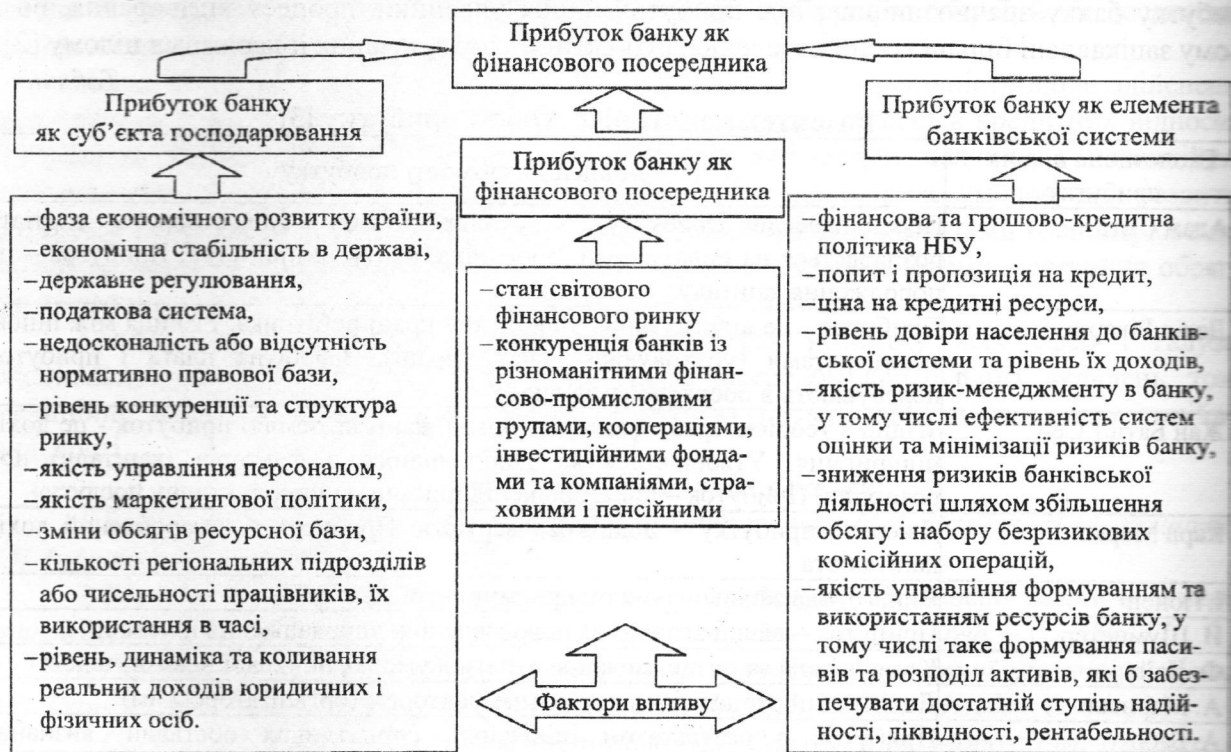 Прибуток банку як
фінансового посередника
Прибуток банку
як суб’єкта господарювання
Прибуток банку як елемента
банківської системи
Прибуток банку як
фінансового посередника
–фаза економічного розвитку країни,
–економічна стабільність в державі,
–державне регулювання,
–податкова система,
–недосконалість або відсутність
нормативно правової бази,
–рівень конкуренції та структура
ринку,
–якість управління персоналом,
–якість маркетингової політики,
–зміни обсягів ресурсної бази,
–кількості регіональних підрозділів
або чисельності працівників, їх
використання в часі,
–рівень, динаміка та коливання
реальних доходів юридичних і
фізичних осіб.
–стан світового
фінансового ринку
–конкуренція банків із
різноманітними фінан-
сово-промисловими
групами, коопераціями,
інвестиційними фонда-
ми та компаніями, стра-
ховими і пенсійними
–фінансова та грошово-кредитна
політика НБУ,
–попит і пропозиція на кредит,
–ціна на кредитні ресурси,
–рівень довіри населення до банків-
ської системи та рівень їх доходів,
–якість ризик-менеджменту в банку,
у тому числі ефективність систем
оцінки та мінімізації ризиків банку,
зниження ризиків банківської
діяльності шляхом збільшення
обсягу і набору безризикових
комісійних операцій,
–якість управління формуванням та
використанням ресурсів банку, у
тому числі таке формування паси-
вів та розподіл активів, які б забез-
печувати достатній ступінь надій-
ності, ліквідності, рентабельності.
Фактори впливу